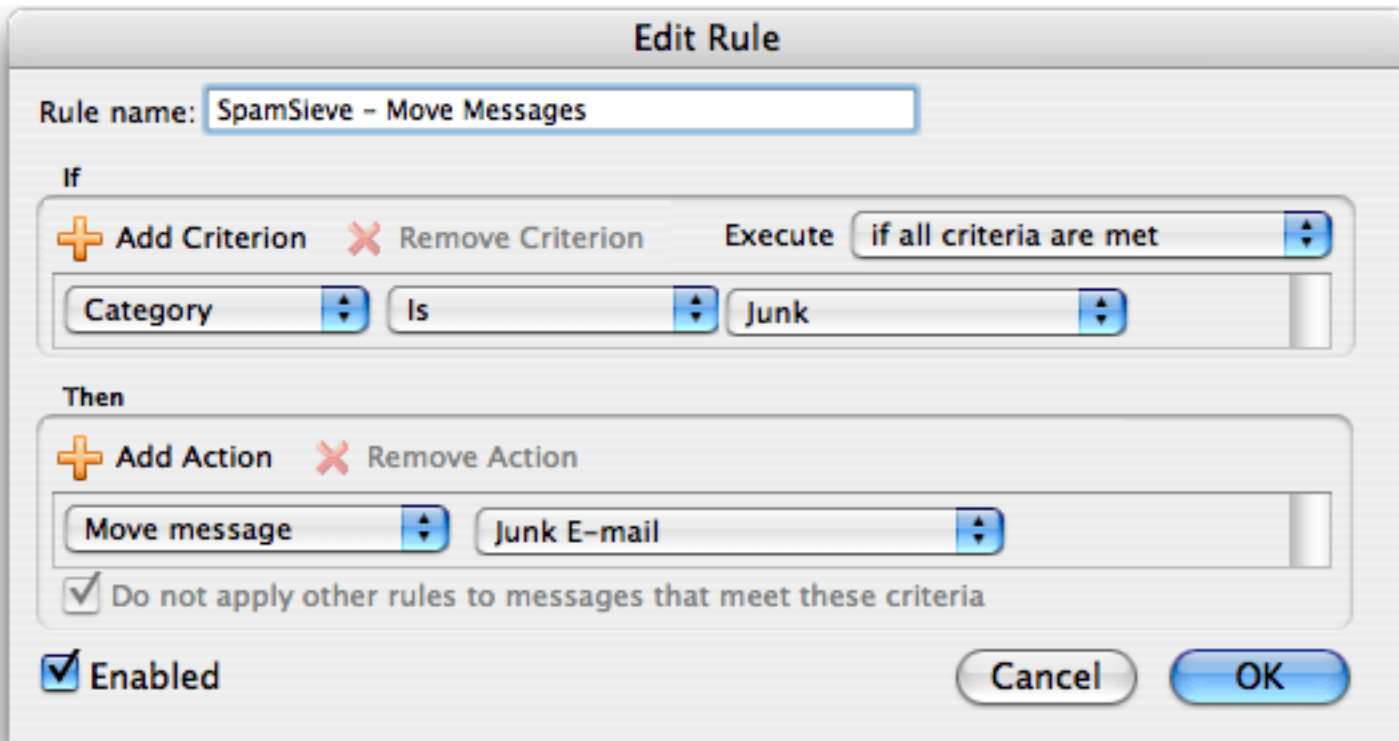 Edit Rule
Rule name: SpamSieve – Move Messages
If
Add Criterion Remove Criterion Execute if all criteria are met
Category Is Junk
Then
Add Action Remove Action
Move message Junk E-mail
Do not apply other rules to messages that meet these criteria
Enabled Cancel OK